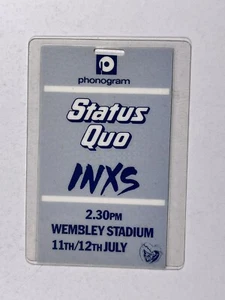 phonogram
Status
Quo
INXS
2.30PM
WEMBLEY STADIUM
11TH/12TH JULY